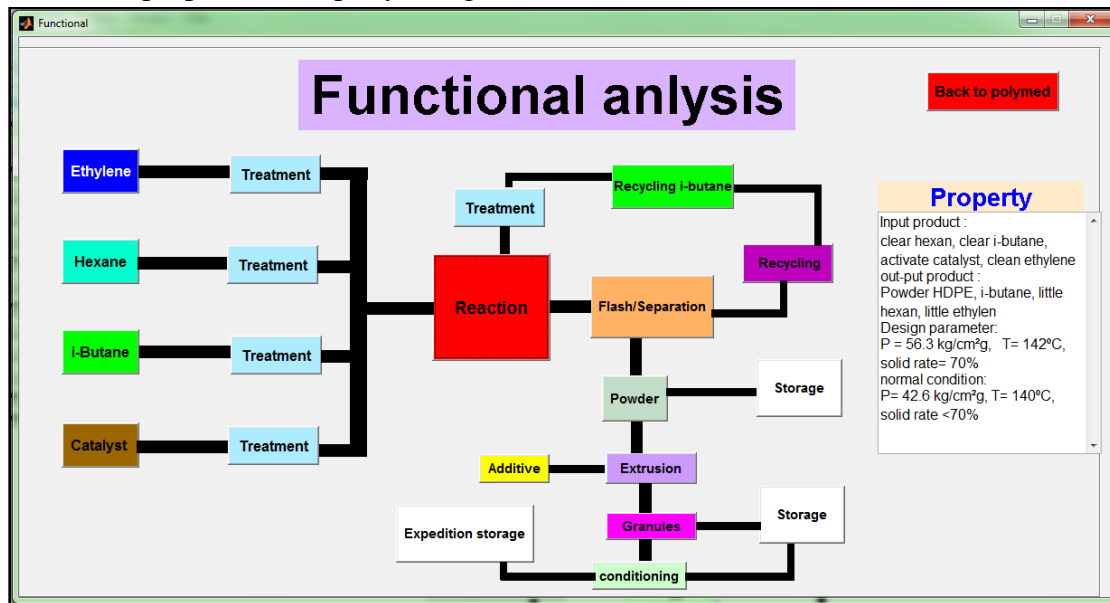 Functional
Functional anlysis
Back to polymed
Ethylene
Treatment
Recycling i-butane
Treatment
Property
Input product :
clear hexan, clear i-butane,
activate catalyst, clean ethylene
out-put product :
Powder HDPE, i-butane, little
hexan, little ethylen
Design parameter:
P = 56.3 kg/cm²g, T= 142ºC,
solid rate= 70%
normal condition:
P= 42.6 kg/cm²g, T= 140ºC,
solid rate <70%
Hexane
Treatment
Recycling
Reaction
Flash/Separation
i-Butane
Treatment
Powder
Storage
Catalyst
Treatment
Additive
Extrusion
Expedition storage
Granules
Storage
conditioning